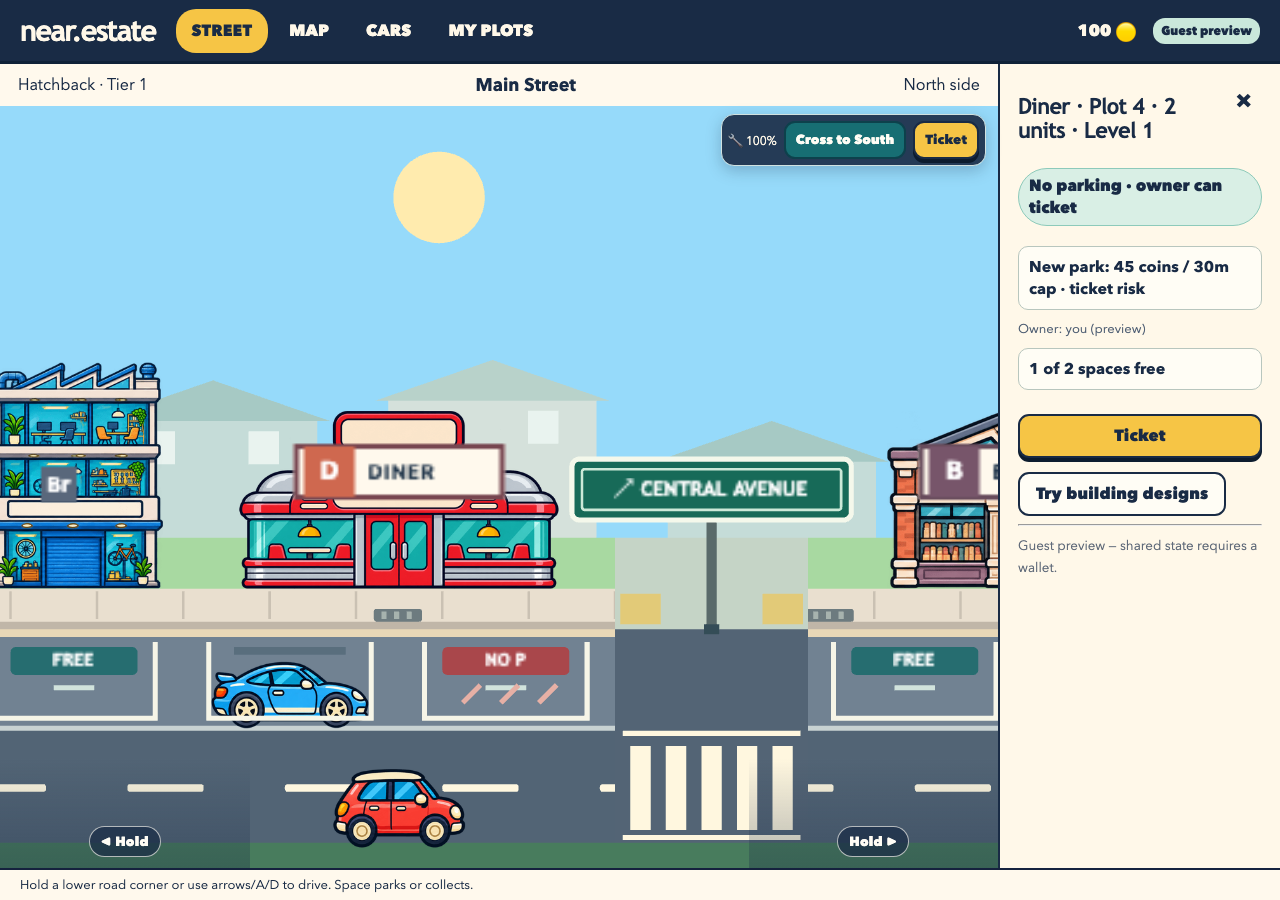 near.estate
STREET
MAP
CARS
MY PLOTS
100
Guest preview
Hatchback · Tier 1
Main Street
North side
100%
Cross to South
Ticket
Br
D
DINER
CENTRAL AVENUE
B
FREE
NO P
FREE
◀ Hold
Hold ▶
Diner · Plot 4 · 2
units · Level 1
No parking · owner can
ticket
New park: 45 coins / 30m
cap · ticket risk
Owner: you (preview)
1 of 2 spaces free
Ticket
Try building designs
Guest preview — shared state requires a
wallet.
Hold a lower road corner or use arrows/A/D to drive. Space parks or collects.